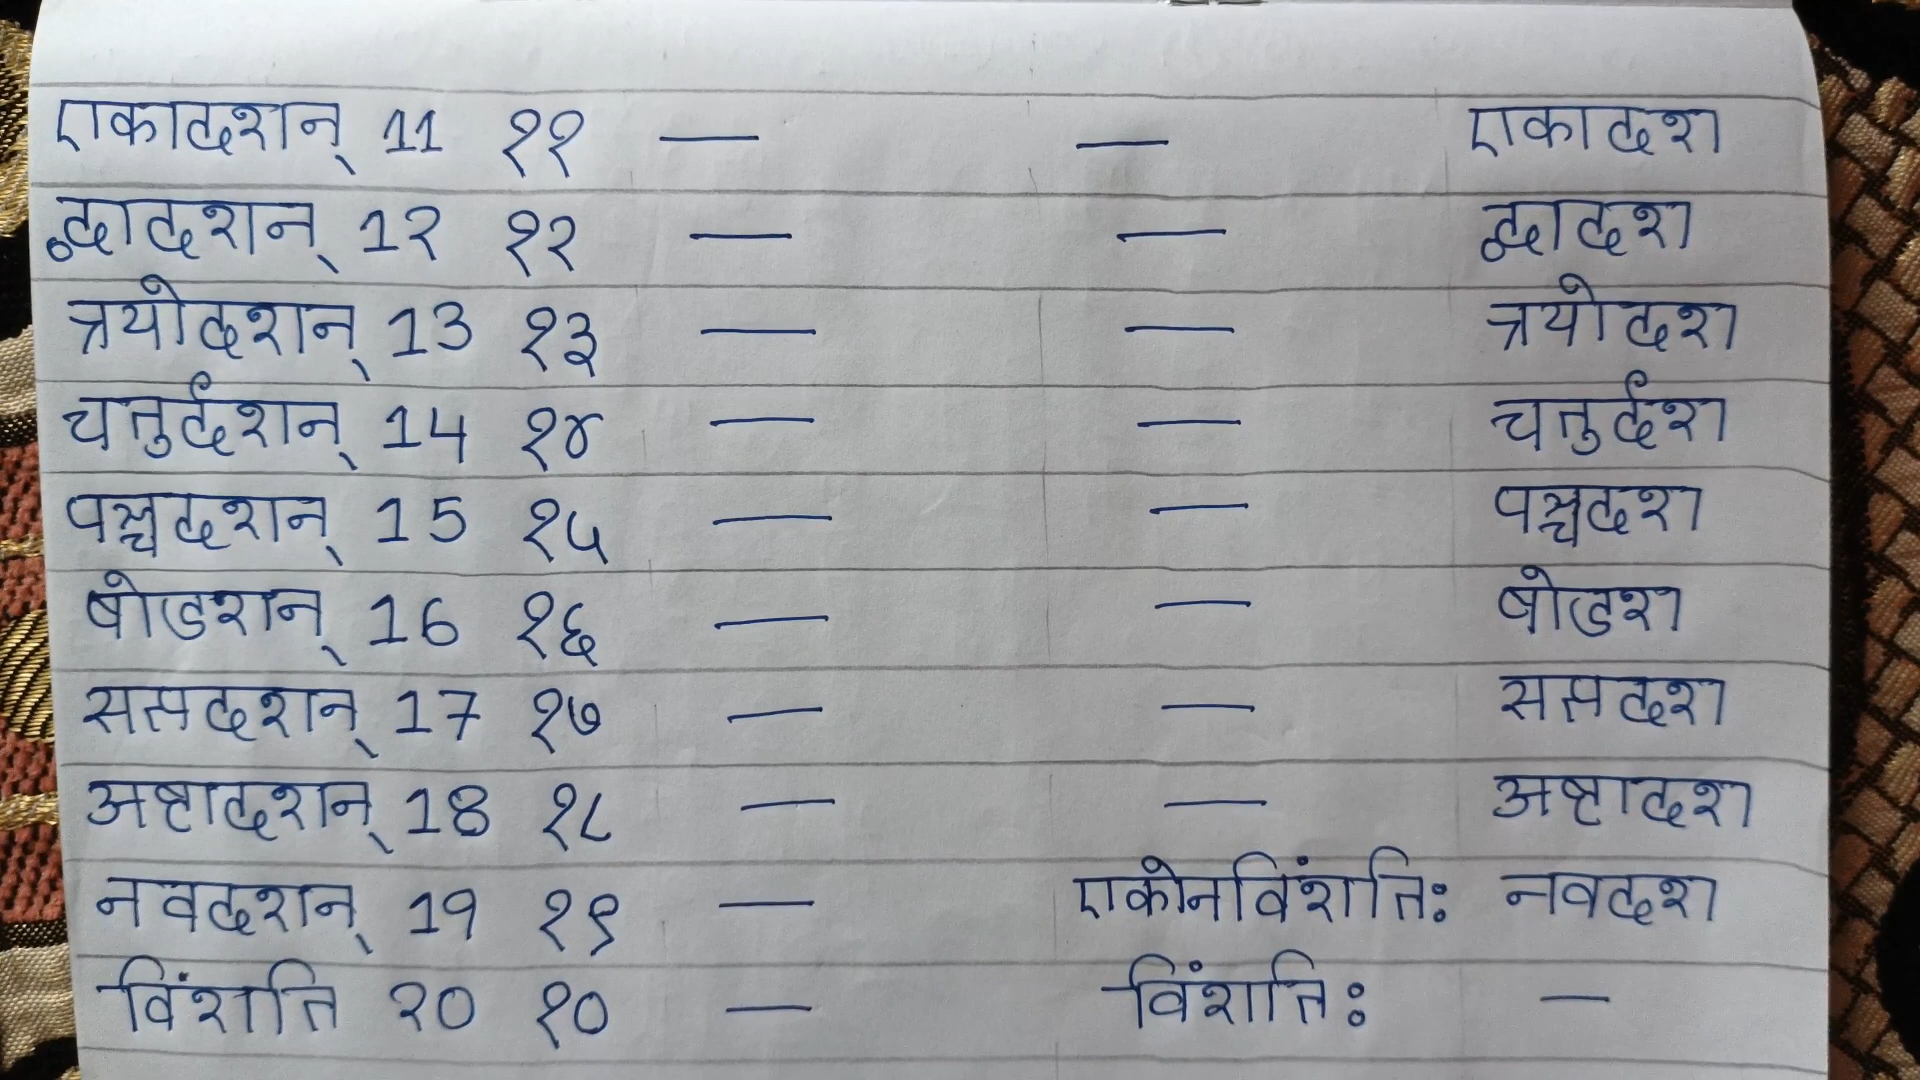 एकादशन् 11 ११ — — एकादश
द्वादशन् 12 १२ — — द्वादश
त्रयोदशन् 13 १३ — — त्रयोदश
चतुर्दशन् 14 १४ — — चतुर्दश
पञ्चदशन् 15 १५ — — पञ्चदश
षोडशन् 16 १६ — — षोडश
सप्तदशन् 17 १७ — — सप्तदश
अष्टादशन् 18 १८ — — अष्टादश
नवदशन् 19 १९ — एकोनविंशतिः नवदश
विंशति २0 १० — विंशतिः —